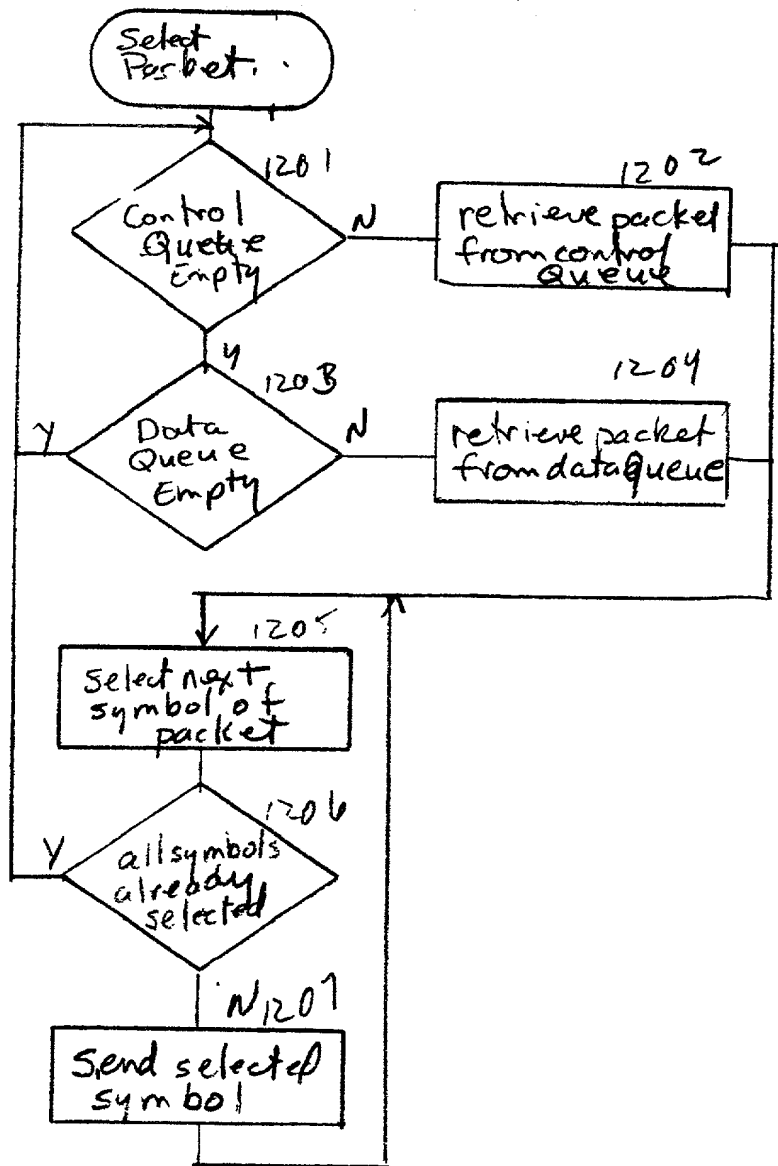 Select
Packet
1201
Control
Queue
Empty
N
1202
retrieve packet
from control
Queue
Y
1203
Data
Queue
Empty
Y
N
1204
retrieve packet
from data Queue
1205
select next
symbol of
packet
1206
all symbols
already
selected
Y
N
1207
Send selected
symbol